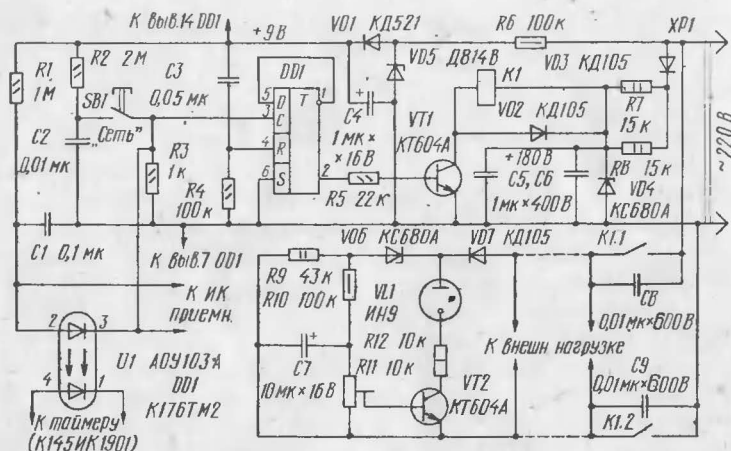 К выв.14 DD1
+9 В
VD1 КД521
R6 100к
XP1
R1
1М
R2 2М
C3
0,05 мк
SB1
„Сеть"
C2
0,01 мк
R3
1к
R4
100к
DD1
5 D T 1
3 C
4 R
6 S 2
C4
1 мк×
×16В
VD5 Д814В
VD3 КД105
K1
VD2 КД105
VT1
КТ604А
R5 22к
+180В
C5, C6
1мк×400В
R7
15к
R8 15к
VD4
КС680А
~220В
C1 0,1мк
К выв.7 DD1
К ИК
приемн.
2 3
4 1
U1 АОУ103А
DD1
К176ТМ2
К таймеру
(К145ИК1901)
VD6 КС680А
VD7 КД105
R9 43к
R10 100к
VL1
ИН9
R12 10к
R11 10к
C7
10мк×16В
VT2
КТ604А
К внешн. нагрузке
K1.1
C8
0,01мк×600В
C9
0,01мк×600В
K1.2